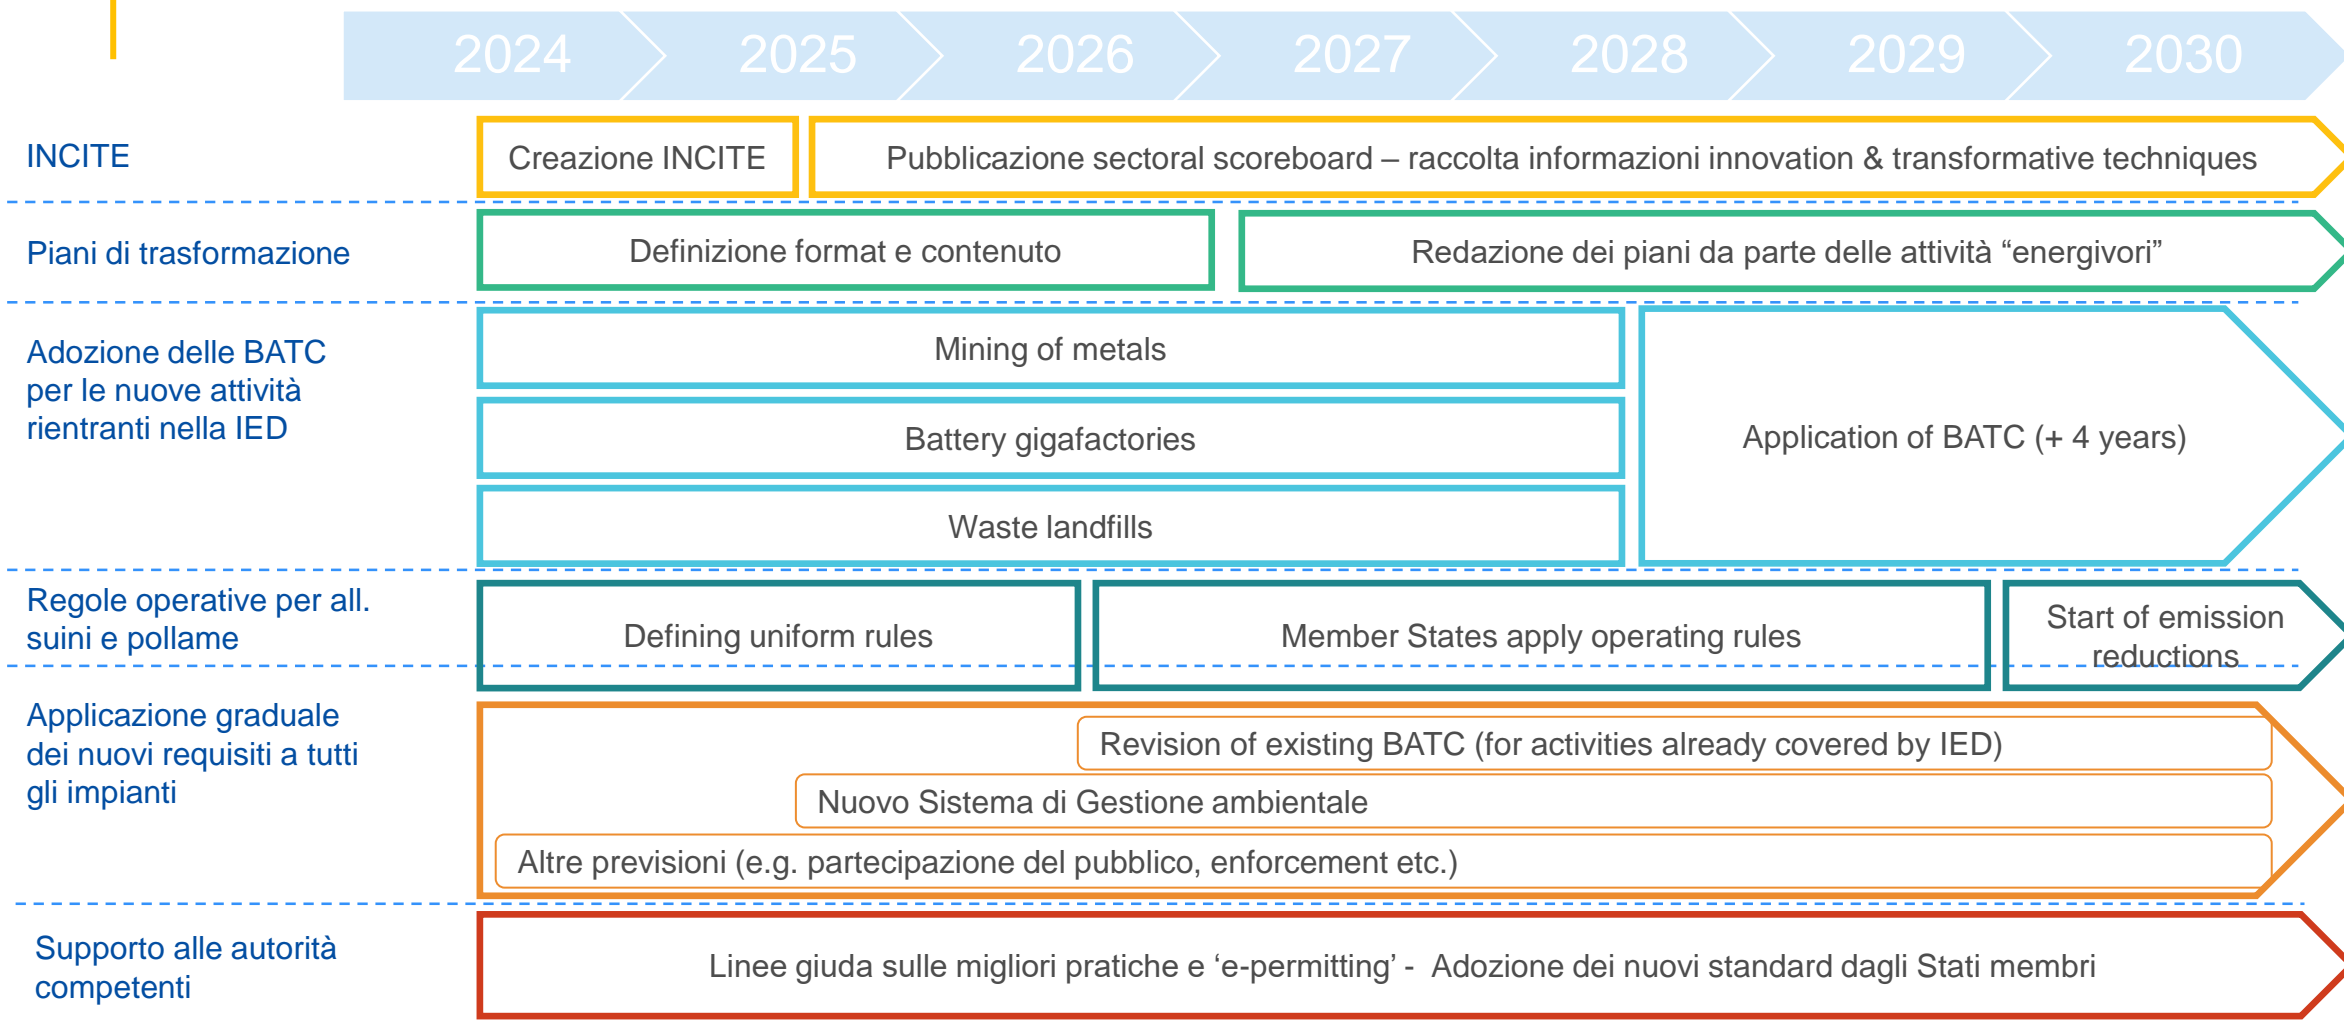 2024 2025 2026 2027 2028 2029 2030
INCITE
Creazione INCITE
Pubblicazione sectoral scoreboard – raccolta informazioni innovation & transformative techniques
Piani di trasformazione
Definizione format e contenuto
Redazione dei piani da parte delle attività “energivori”
Adozione delle BATC
per le nuove attività
rientranti nella IED
Mining of metals
Battery gigafactories
Waste landfills
Application of BATC (+ 4 years)
Regole operative per all.
suini e pollame
Defining uniform rules
Member States apply operating rules
Start of emission
reductions
Applicazione graduale
dei nuovi requisiti a tutti
gli impianti
Revision of existing BATC (for activities already covered by IED)
Nuovo Sistema di Gestione ambientale
Altre previsioni (e.g. partecipazione del pubblico, enforcement etc.)
Supporto alle autorità
competenti
Linee giuda sulle migliori pratiche e ‘e-permitting’ - Adozione dei nuovi standard dagli Stati membri